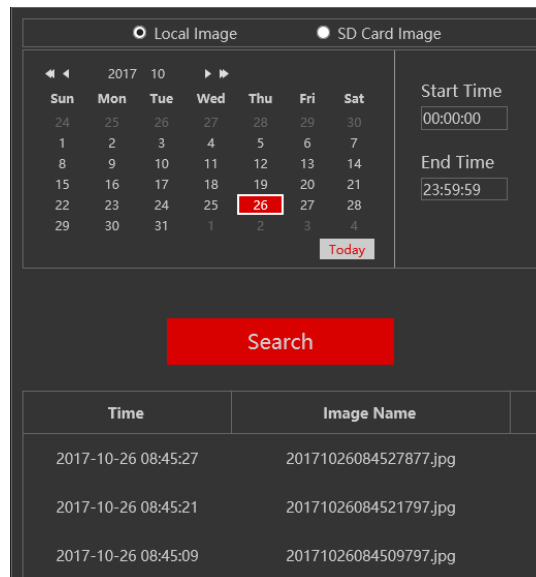 Local Image SD Card Image
2017 10
Sun Mon Tue Wed Thu Fri Sat
24 25 26 27 28 29 30
1 2 3 4 5 6 7
8 9 10 11 12 13 14
15 16 17 18 19 20 21
22 23 24 25 26 27 28
29 30 31 1 2 3 4
Today
Start Time
00:00:00
End Time
23:59:59
Search
Time Image Name
2017-10-26 08:45:27 20171026084527877.jpg
2017-10-26 08:45:21 20171026084521797.jpg
2017-10-26 08:45:09 20171026084509797.jpg